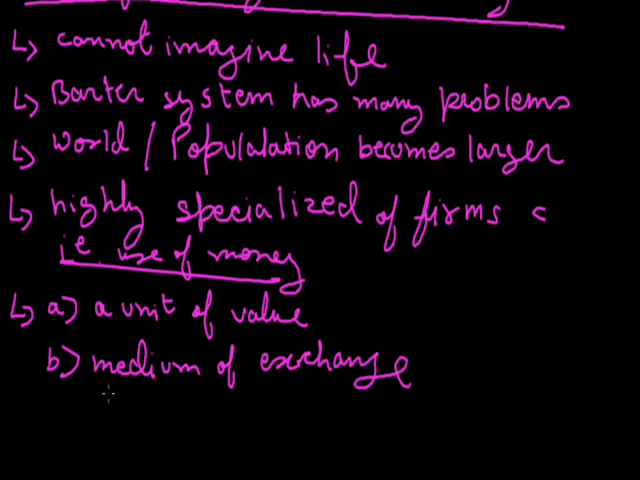 ↳ cannot imagine life
↳ Barter system has many problems
↳ world / Populalation becomes larger
↳ highly specialized of firms c
i.e. use of money
↳ a) a unit of value
b) medium of exchange